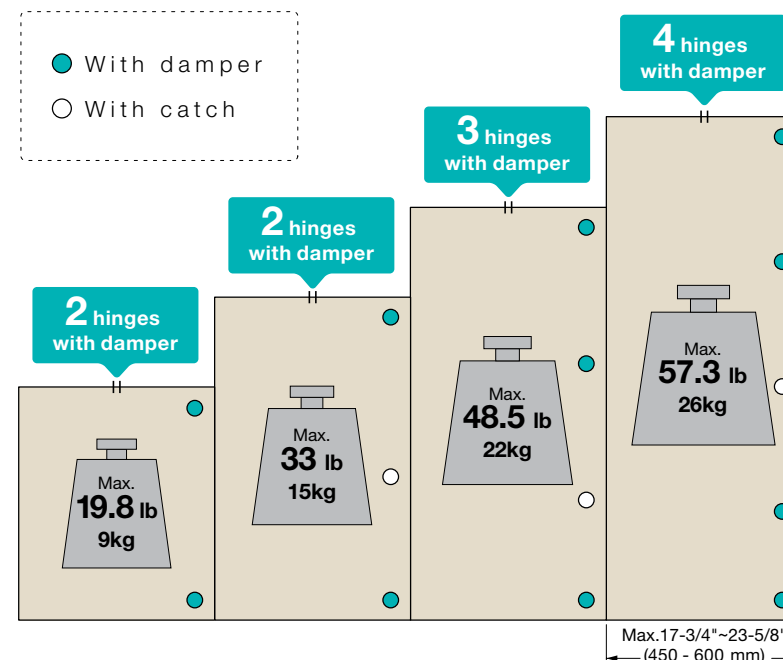 With damper
With catch
2 hinges
with damper
Max.
19.8 lb
9kg
2 hinges
with damper
Max.
33 lb
15kg
3 hinges
with damper
Max.
48.5 lb
22kg
4 hinges
with damper
Max.
57.3 lb
26kg
Max.17-3/4"~23-5/8"
(450 - 600 mm)